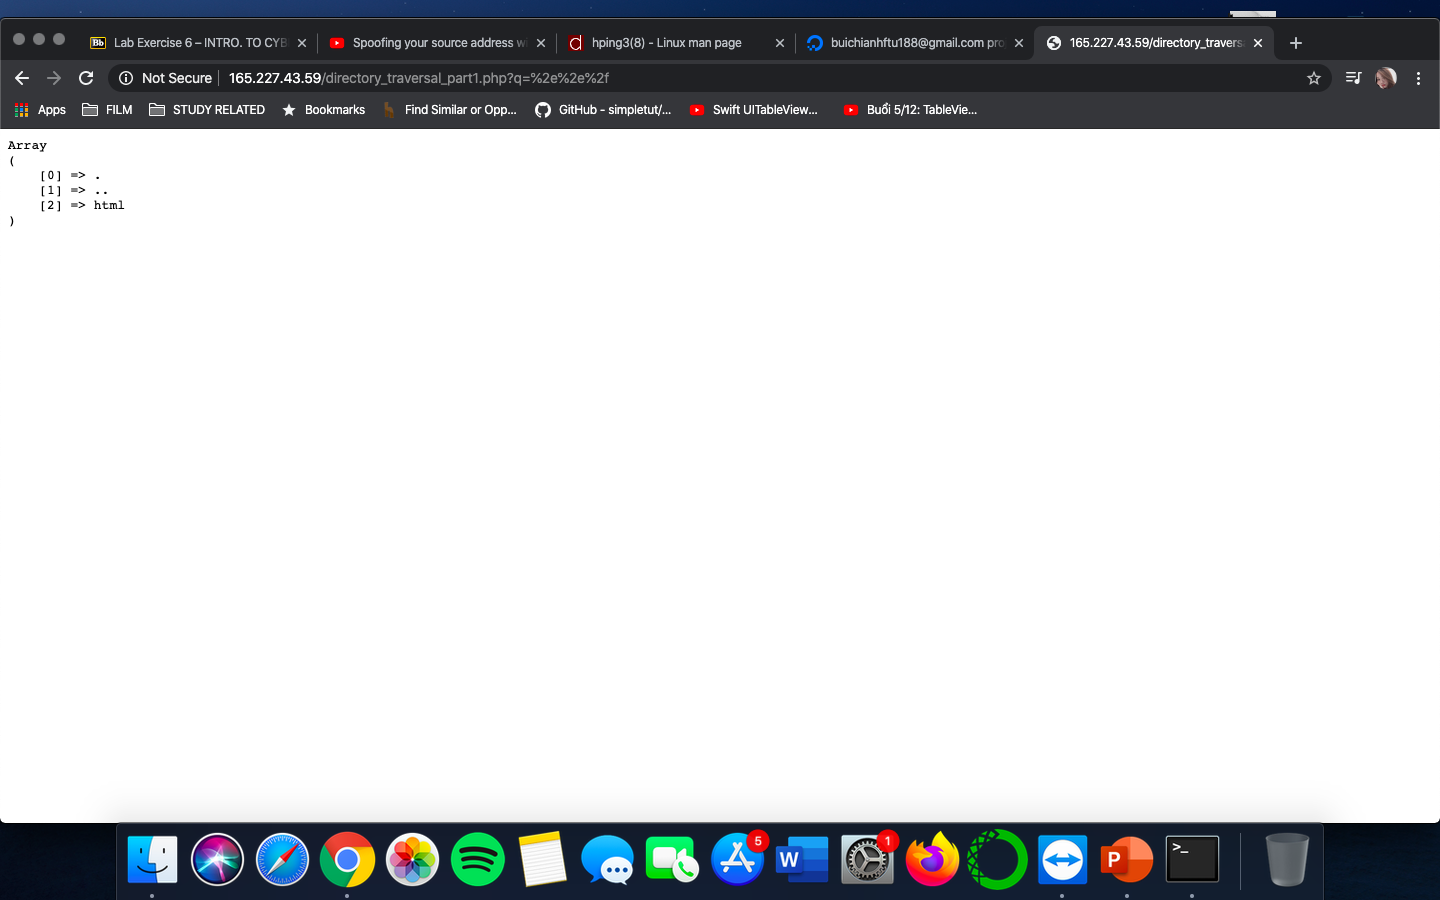 Bb Lab Exercise 6 – INTRO. TO CYB
Spoofing your source address wi
hping3(8) - Linux man page
buichianhftu188@gmail.com pro
165.227.43.59/directory_travers
Not Secure 165.227.43.59/directory_traversal_part1.php?q=%2e%2e%2f
Apps FILM STUDY RELATED Bookmarks Find Similar or Opp... GitHub - simpletut/... Swift UITableView... Buổi 5/12: TableVie...
Array
(
[0] => .
[1] => ..
[2] => html
)
5 W 1 P >_